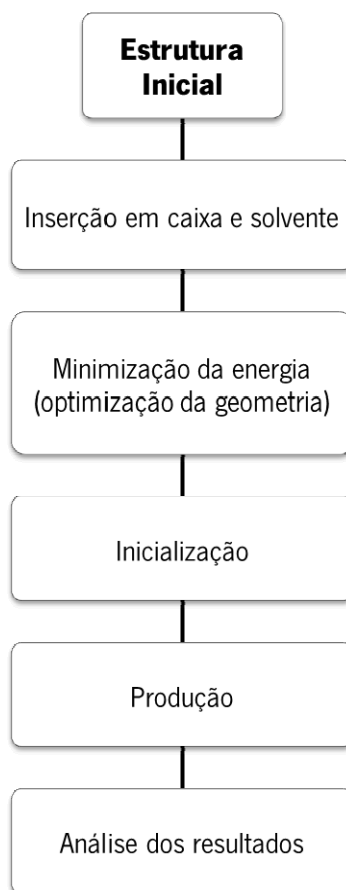 Estrutura
Inicial
Inserção em caixa e solvente
Minimização da energia
(optimização da geometria)
Inicialização
Produção
Análise dos resultados